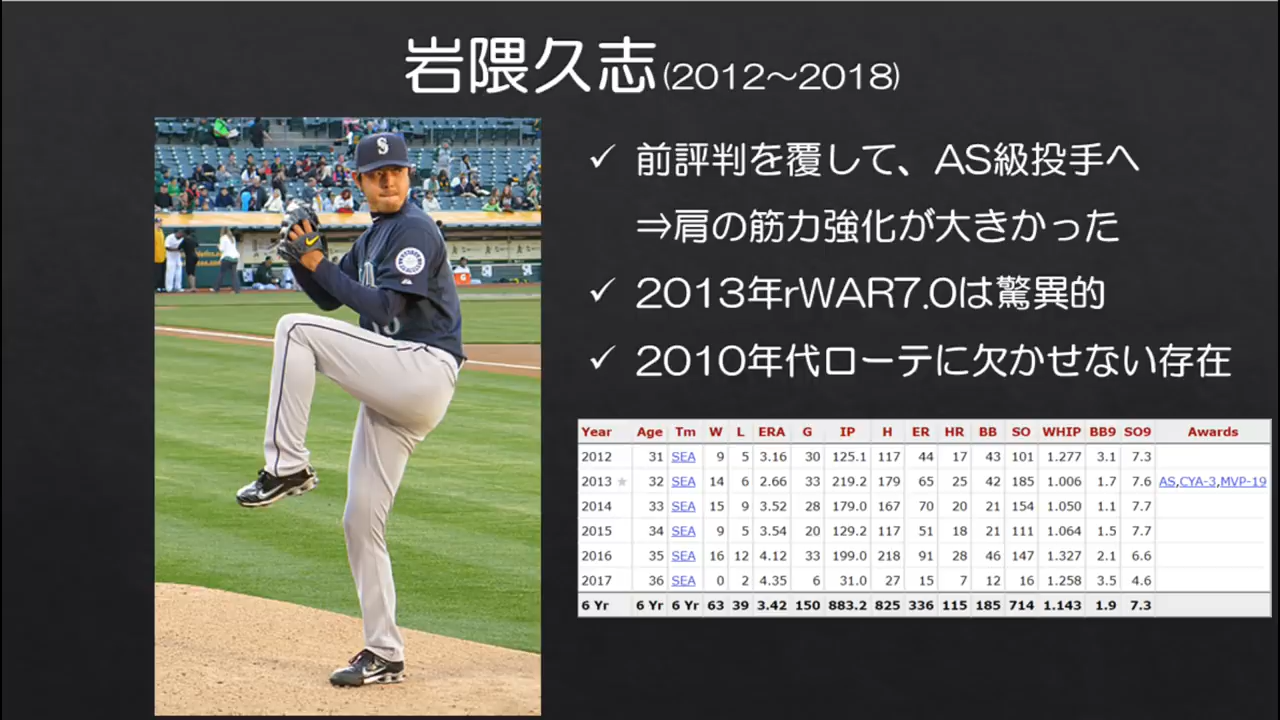 岩隈久志(2012～2018)
✓ 前評判を覆して、AS級投手へ
⇒肩の筋力強化が大きかった
✓ 2013年rWAR7.0は驚異的
✓ 2010年代ローテに欠かせない存在
Year Age Tm W L ERA G IP H ER HR BB SO WHIP BB9 SO9 Awards
2012 31 SEA 9 5 3.16 30 125.1 117 44 17 43 101 1.277 3.1 7.3
2013 ★ 32 SEA 14 6 2.66 33 219.2 179 65 25 42 185 1.006 1.7 7.6 AS,CYA-3,MVP-19
2014 33 SEA 15 9 3.52 28 179.0 167 70 20 21 154 1.050 1.1 7.7
2015 34 SEA 9 5 3.54 20 129.2 117 51 18 21 111 1.064 1.5 7.7
2016 35 SEA 16 12 4.12 33 199.0 218 91 28 46 147 1.327 2.1 6.6
2017 36 SEA 0 2 4.35 6 31.0 27 15 7 12 16 1.258 3.5 4.6
6 Yr 6 Yr 6 Yr 63 39 3.42 150 883.2 825 336 115 185 714 1.143 1.9 7.3
S